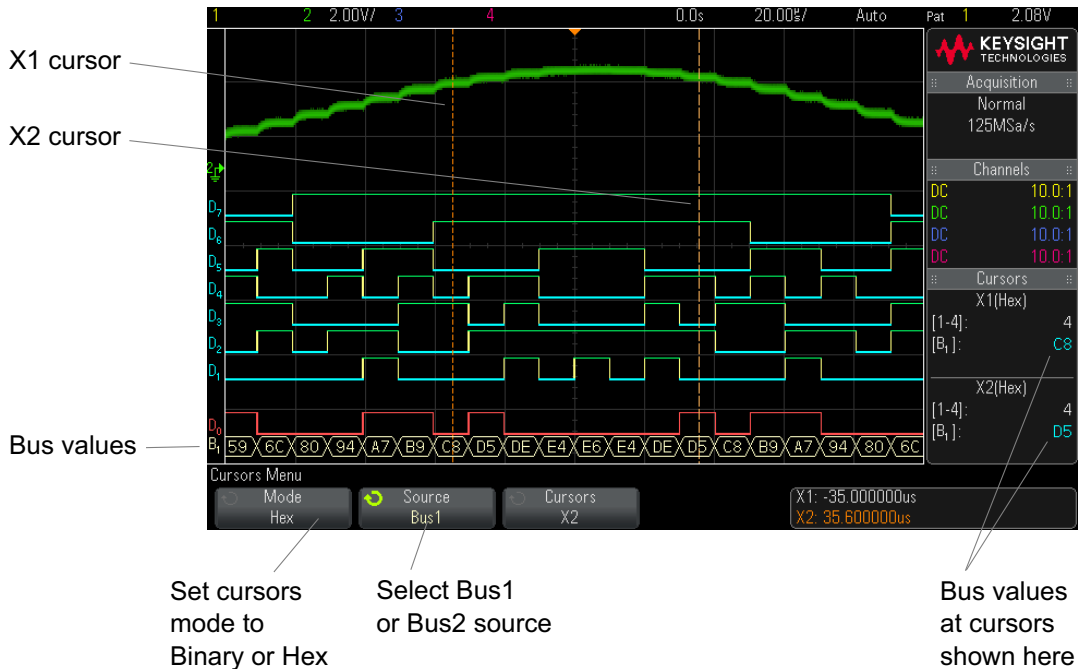 1 2 2.00V/ 3 4 0.0s 20.00µs/ Auto Pat 1 2.08V
KEYSIGHT
TECHNOLOGIES
Acquisition
Normal
125MSa/s
Channels
DC 10.0:1
DC 10.0:1
DC 10.0:1
DC 10.0:1
Cursors
X1(Hex)
[1-4]: 4
[B1]: C8
X2(Hex)
[1-4]: 4
[B1]: D5
X1 cursor
X2 cursor
2
D7
D6
D5
D4
D3
D2
D1
D0
Bus values
B1 59 6C 80 94 A7 B9 C8 D5 DE E4 E6 E4 DE D5 C8 B9 A7 94 80 6C
Cursors Menu
Mode
Hex
Source
Bus1
Cursors
X2
X1: -35.000000us
X2: 35.600000us
Set cursors
mode to
Binary or Hex
Select Bus1
or Bus2 source
Bus values
at cursors
shown here